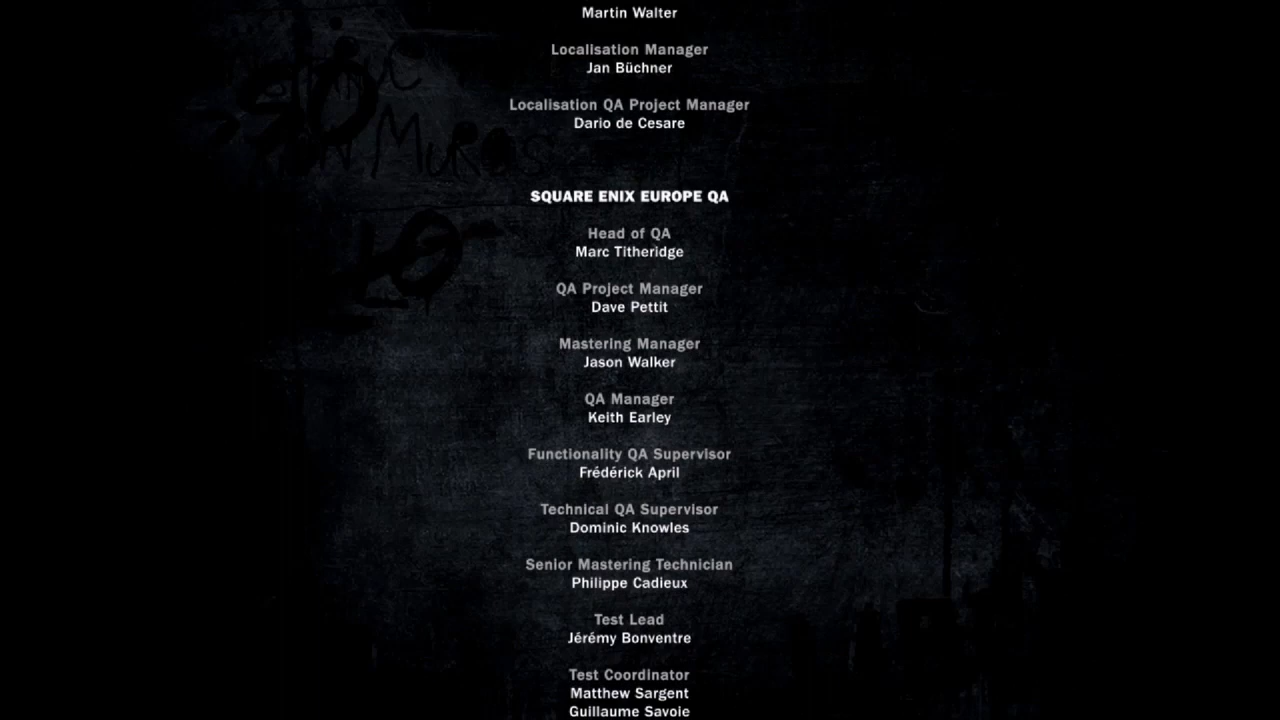 Martin Walter
Localisation Manager
Jan Büchner
Localisation QA Project Manager
Dario de Cesare
SQUARE ENIX EUROPE QA
Head of QA
Marc Titheridge
QA Project Manager
Dave Pettit
Mastering Manager
Jason Walker
QA Manager
Keith Earley
Functionality QA Supervisor
Frédérick April
Technical QA Supervisor
Dominic Knowles
Senior Mastering Technician
Philippe Cadieux
Test Lead
Jérémy Bonventre
Test Coordinator
Matthew Sargent
Guillaume Savoie